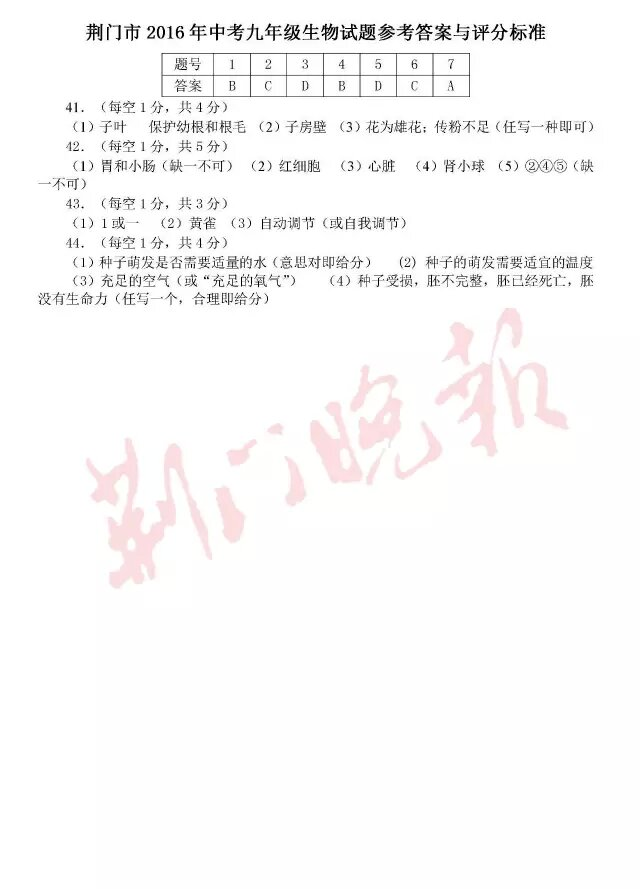 荆门市 2016 年中考九年级生物试题参考答案与评分标准
题号 1 2 3 4 5 6 7
答案 B C D B D C A
41. （每空 1 分，共 4 分）
（1）子叶 保护幼根和根毛 （2）子房壁 （3）花为雄花；传粉不足（任写一种即可）
42. （每空 1 分，共 5 分）
（1）胃和小肠（缺一不可） （2）红细胞 （3）心脏 （4）肾小球 （5）②④⑤（缺
一不可）
43. （每空 1 分，共 3 分）
（1）1 或一 （2）黄雀 （3）自动调节（或自我调节）
44. （每空 1 分，共 4 分）
（1）种子萌发是否需要适量的水（意思对即给分） （2）种子的萌发需要适宜的温度
（3）充足的空气（或“充足的氧气”） （4）种子受损，胚不完整，胚已经死亡，胚
没有生命力（任写一个，合理即给分）
荆门晚報